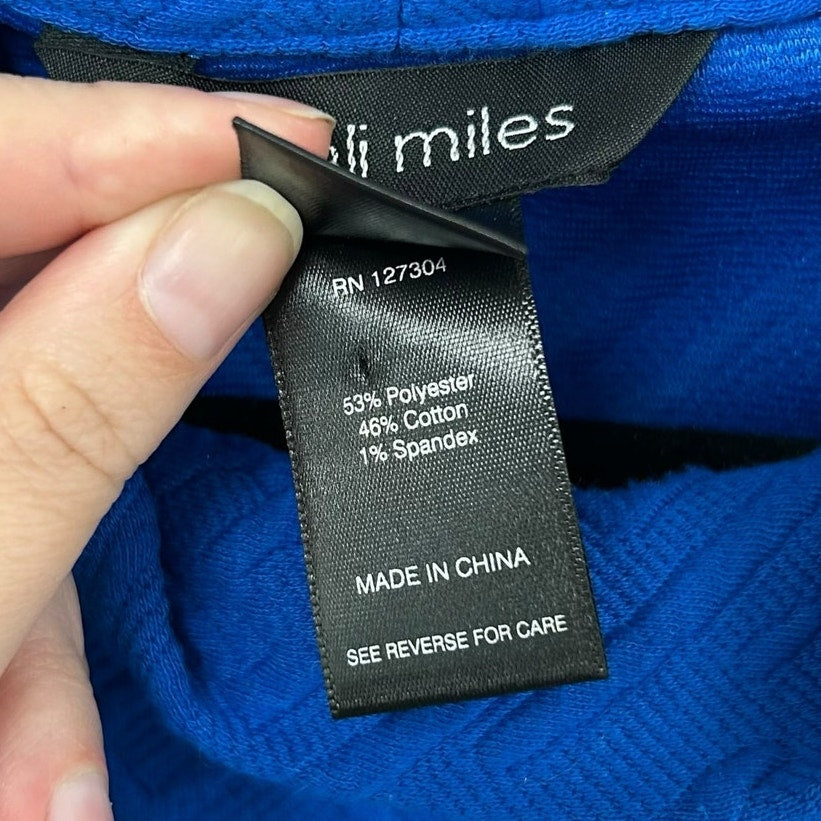 miles
RN 127304
53% Polyester
46% Cotton
1% Spandex
MADE IN CHINA
SEE REVERSE FOR CARE